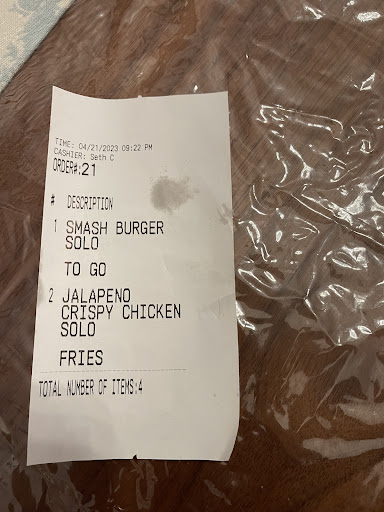 TIME: 04/21/2023 09:22 PM
CASHIER: Seth C
ORDER#:21
# DESCRIPTION
1 SMASH BURGER
SOLO
TO GO
2 JALAPENO
CRISPY CHICKEN
SOLO
FRIES
TOTAL NUMBER OF ITEMS:4